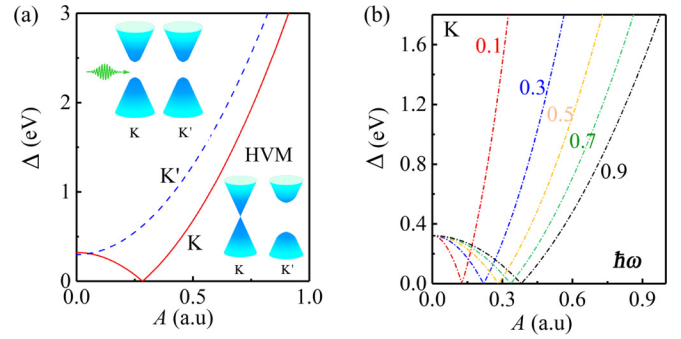 (a)
3
2
1
0
Δ (eV)
K
K'
HVM
K'
K
K
K'
0.0
0.5
1.0
A (a.u)
(b)
K
1.6
1.2
0.8
0.4
0.0
Δ (eV)
0.1
0.3
0.5
0.7
0.9
ħω
0.0
0.3
0.6
0.9
A (a.u)